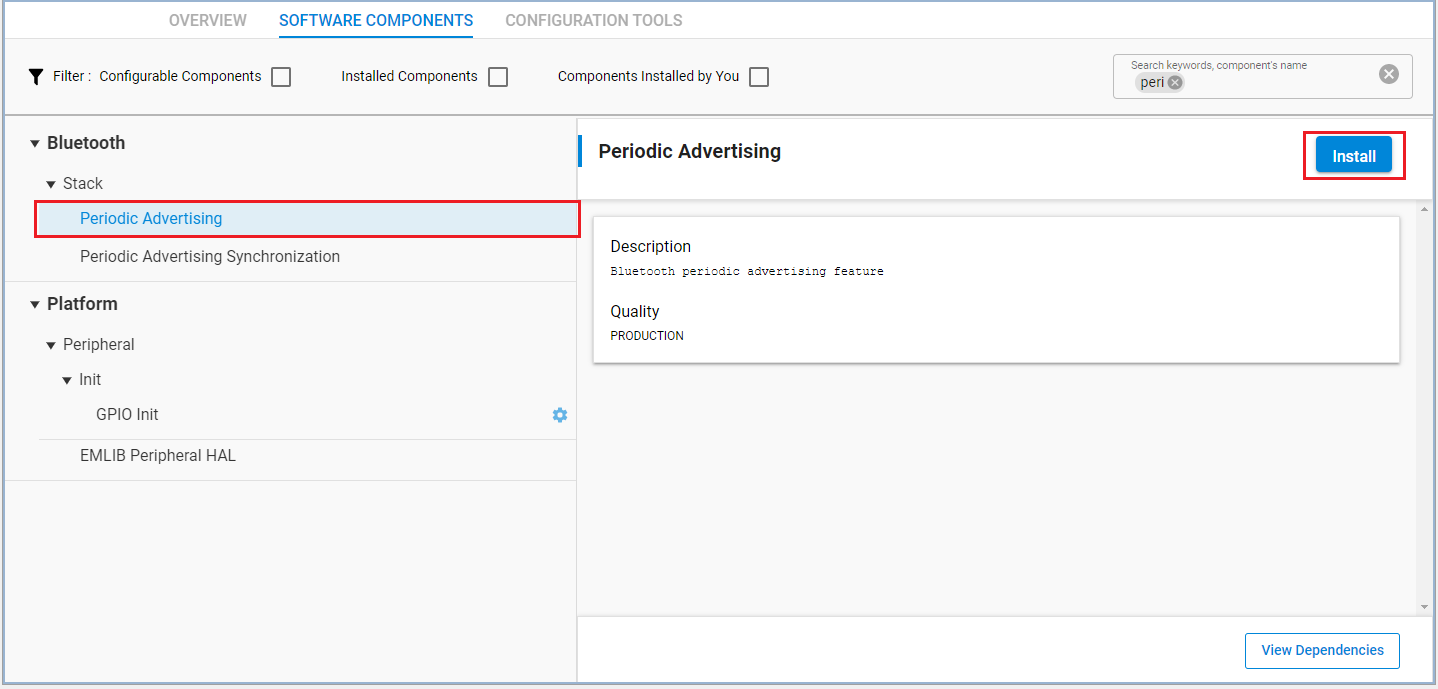 OVERVIEW SOFTWARE COMPONENTS CONFIGURATION TOOLS
Filter : Configurable Components Installed Components Components Installed by You
Search keywords, component's name
peri
Bluetooth
Stack
Periodic Advertising
Periodic Advertising Synchronization
Platform
Peripheral
Init
GPIO Init
EMLIB Peripheral HAL
Periodic Advertising
Install
Description
Bluetooth periodic advertising feature
Quality
PRODUCTION
View Dependencies